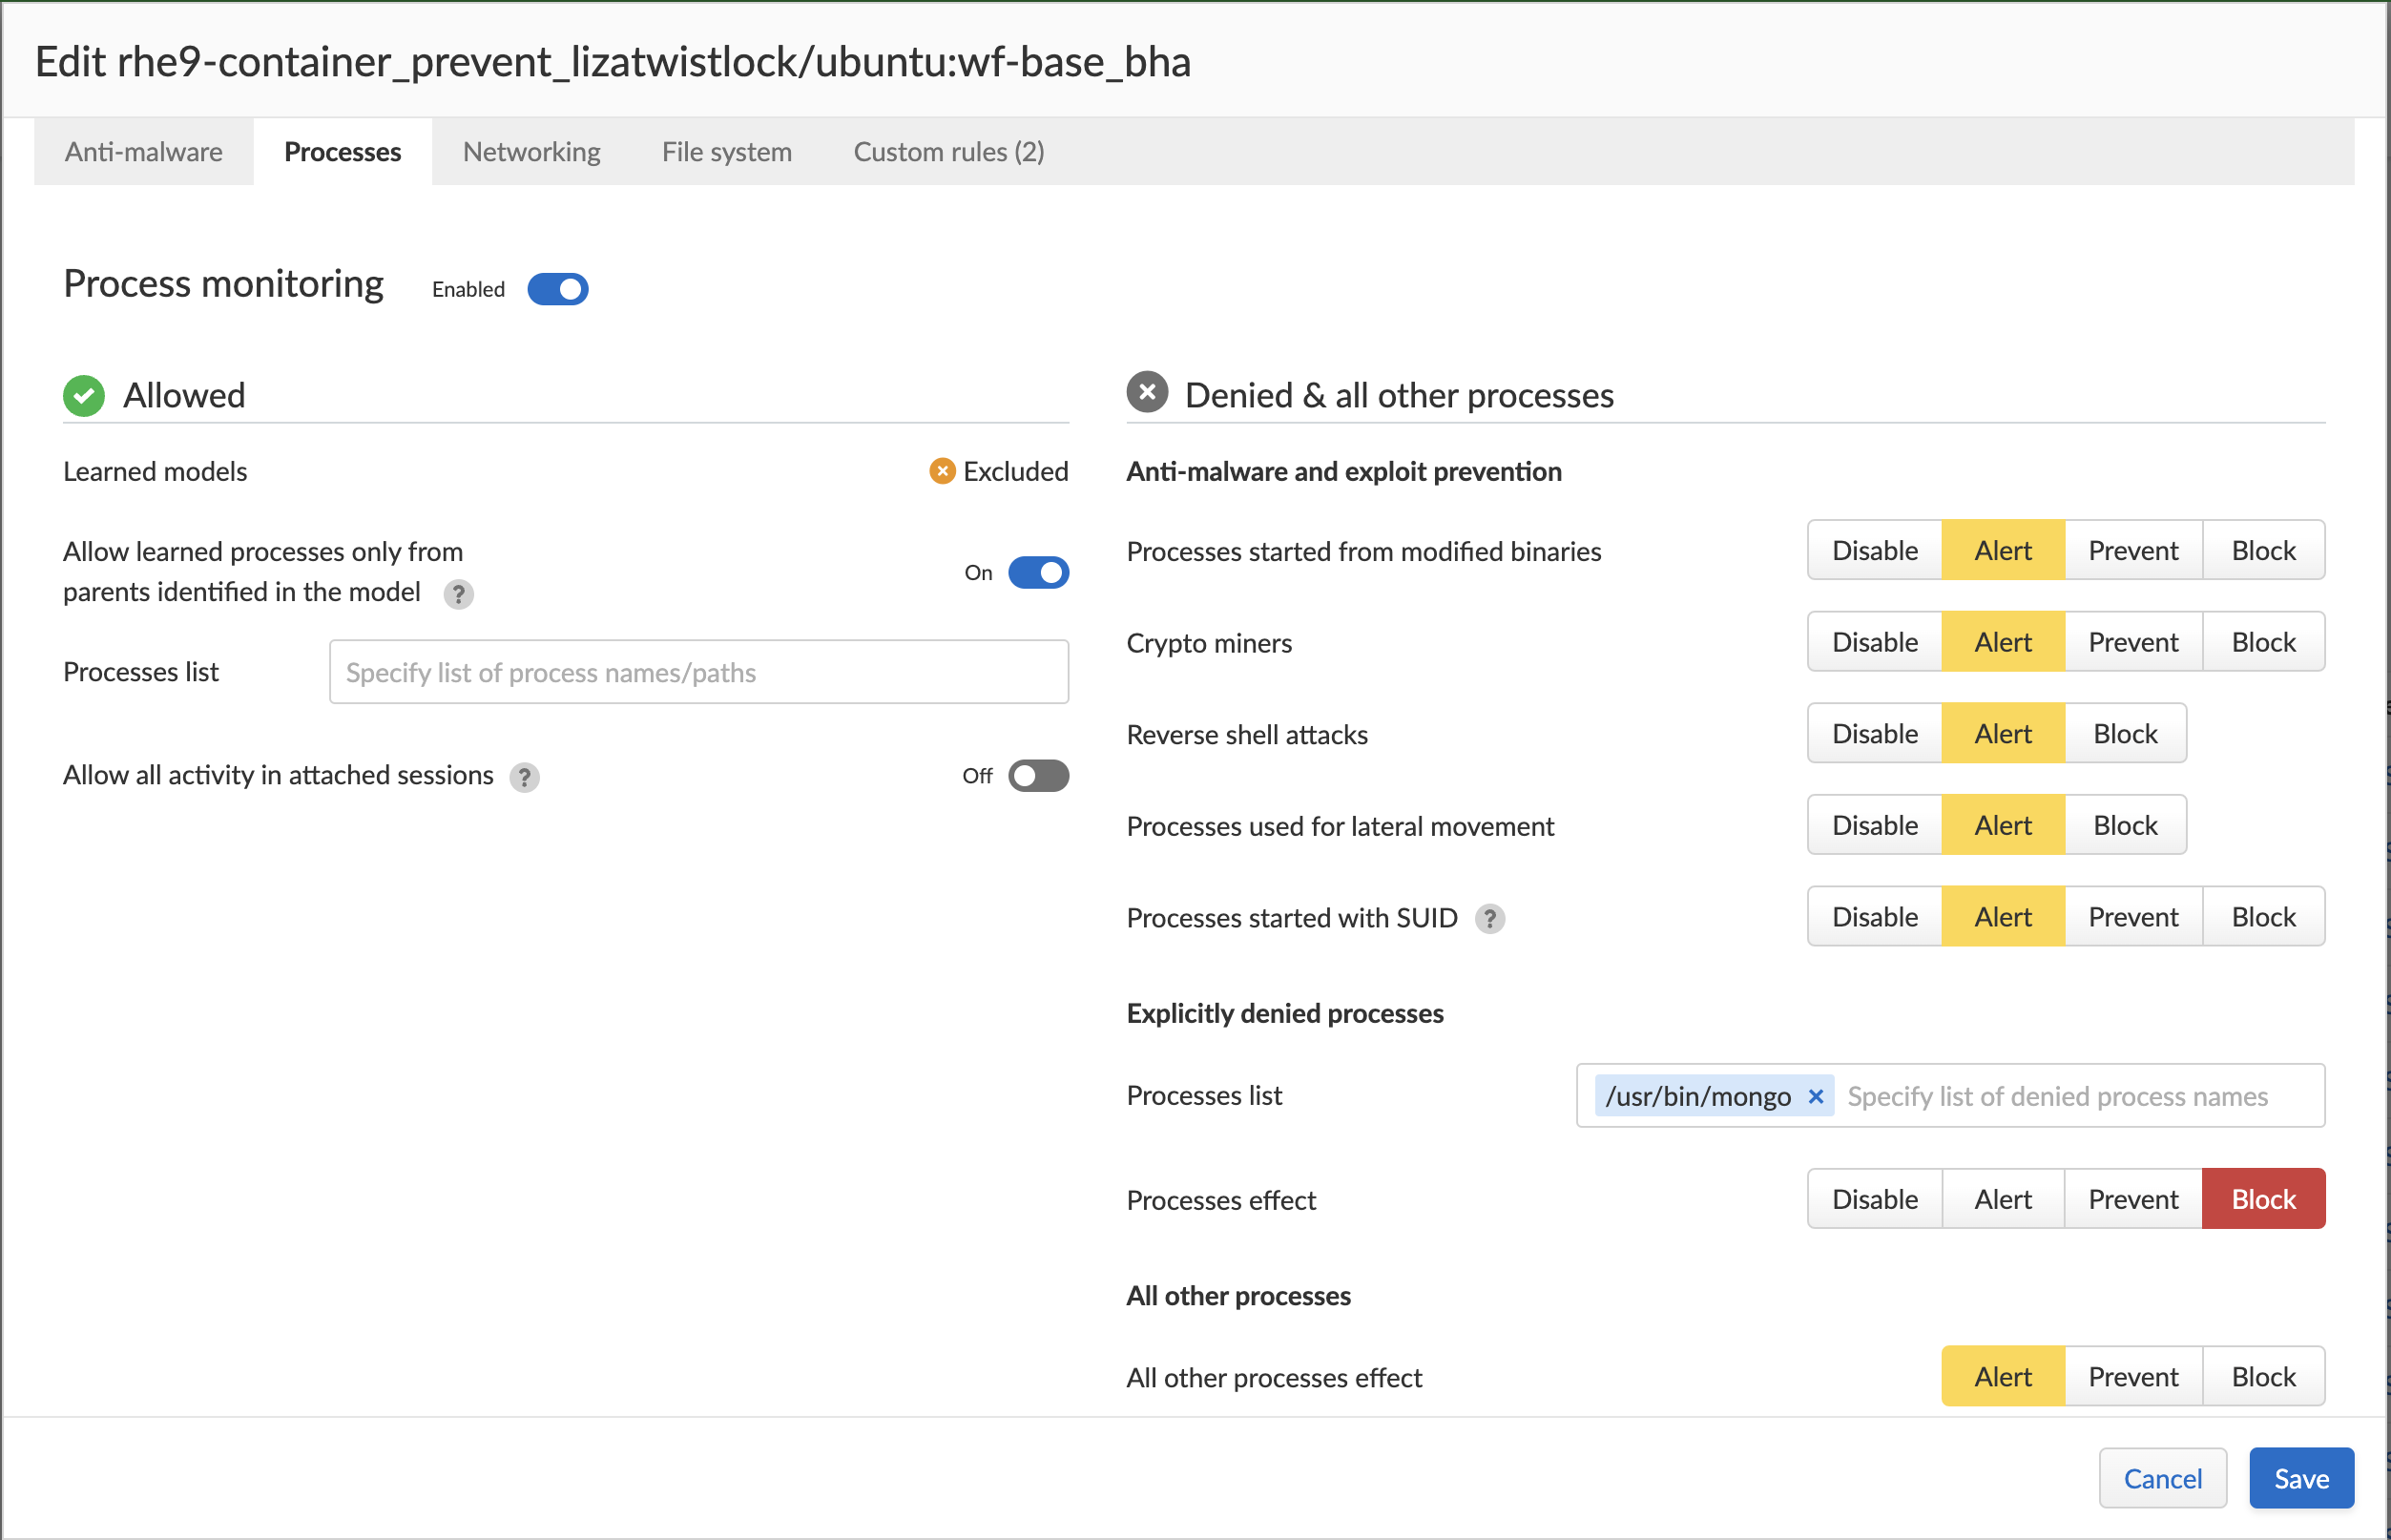 Edit rhe9-container_prevent_lizatwistlock/ubuntu:wf-base_bha
Anti-malware Processes Networking File system Custom rules (2)
Process monitoring Enabled
Allowed
Learned models Excluded
Allow learned processes only from
parents identified in the model ? On
Processes list Specify list of process names/paths
Allow all activity in attached sessions ? Off
Denied & all other processes
Anti-malware and exploit prevention
Processes started from modified binaries Disable Alert Prevent Block
Crypto miners Disable Alert Prevent Block
Reverse shell attacks Disable Alert Block
Processes used for lateral movement Disable Alert Block
Processes started with SUID ? Disable Alert Prevent Block
Explicitly denied processes
Processes list /usr/bin/mongo × Specify list of denied process names
Processes effect Disable Alert Prevent Block
All other processes
All other processes effect Alert Prevent Block
Cancel Save